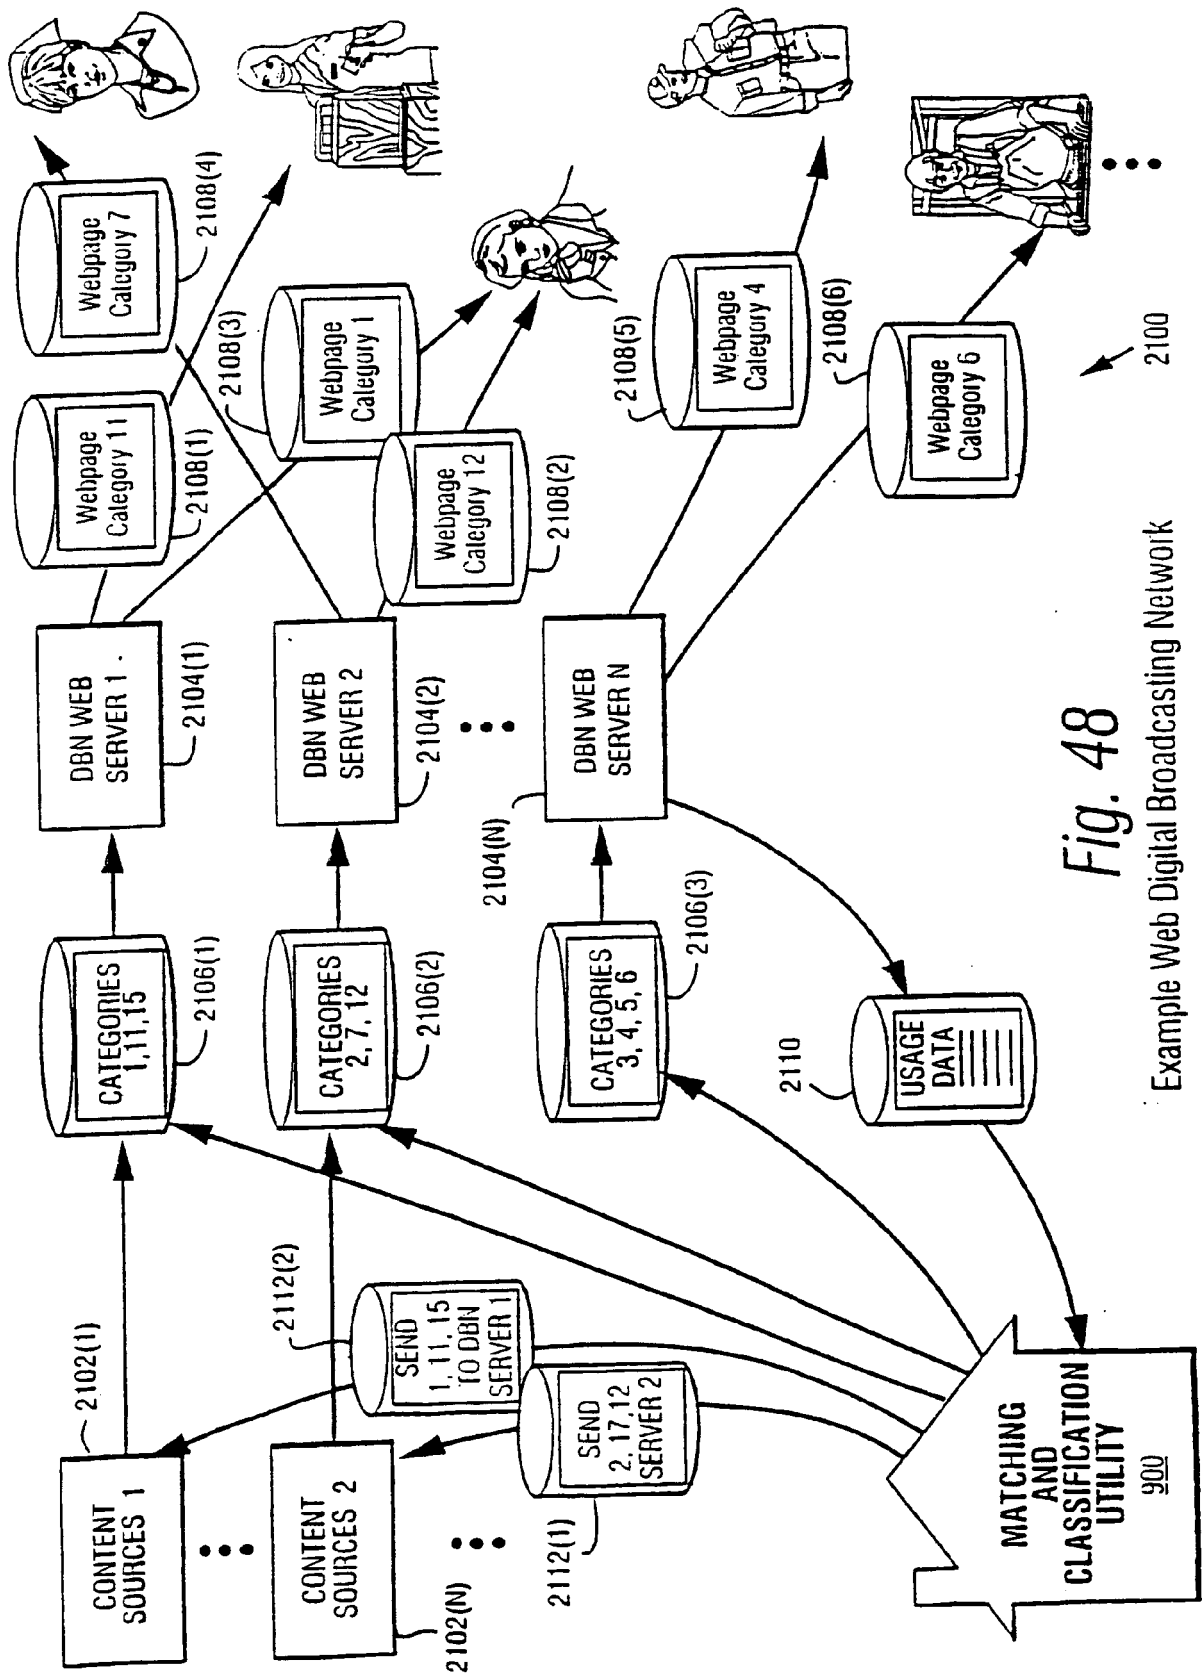 CONTENT
SOURCES 1
2102(1)
CONTENT
SOURCES 2
2102(N)
SEND
1, 11, 15
TO DBN
SERVER 1
2112(2)
SEND
2, 17, 12
SERVER 2
2112(1)
MATCHING
AND
CLASSIFICATION
UTILITY
900
CATEGORIES
1, 11, 15
2106(1)
CATEGORIES
2, 7, 12
2106(2)
CATEGORIES
3, 4, 5, 6
2106(3)
USAGE
DATA
2110
DBN WEB
SERVER 1
2104(1)
DBN WEB
SERVER 2
2104(2)
DBN WEB
SERVER N
2104(N)
Webpage
Category 11
2108(1)
Webpage
Category 7
2108(4)
Webpage
Category 1
2108(3)
Webpage
Category 12
2108(2)
Webpage
Category 4
2108(5)
Webpage
Category 6
2108(6)
2100
Fig. 48
Example Web Digital Broadcasting Network